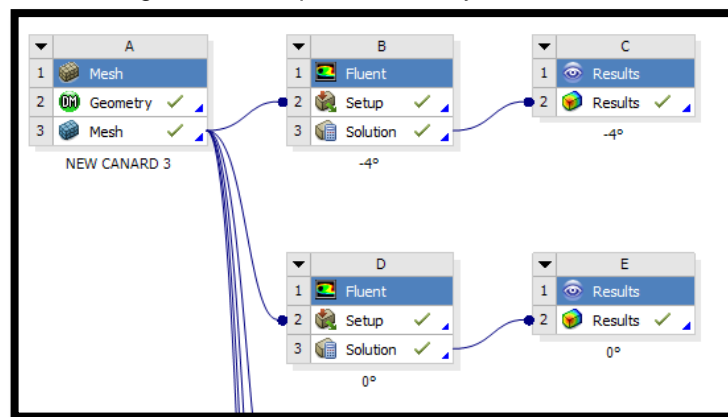 A
1 Mesh
2 DM Geometry
3 Mesh
NEW CANARD 3
B
1 Fluent
2 Setup
3 Solution
-4°
C
1 Results
2 Results
-4°
D
1 Fluent
2 Setup
3 Solution
0°
E
1 Results
2 Results
0°